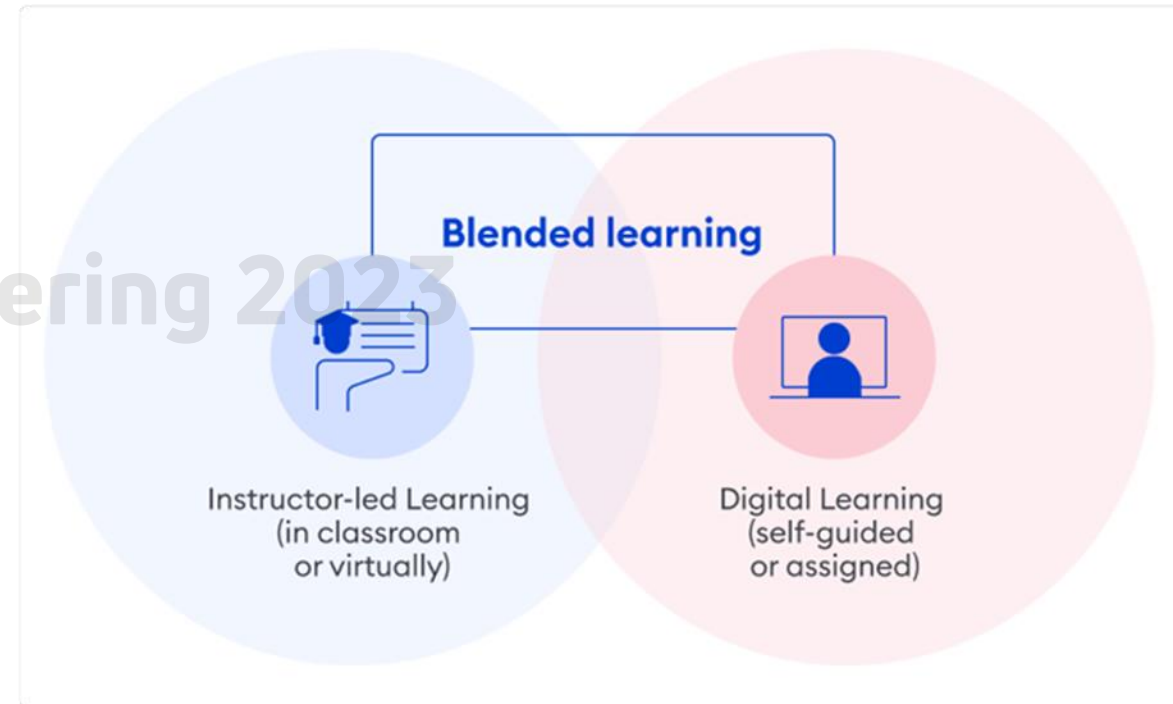 Blended learning
ering 2023
Instructor-led Learning
(in classroom
or virtually)
Digital Learning
(self-guided
or assigned)